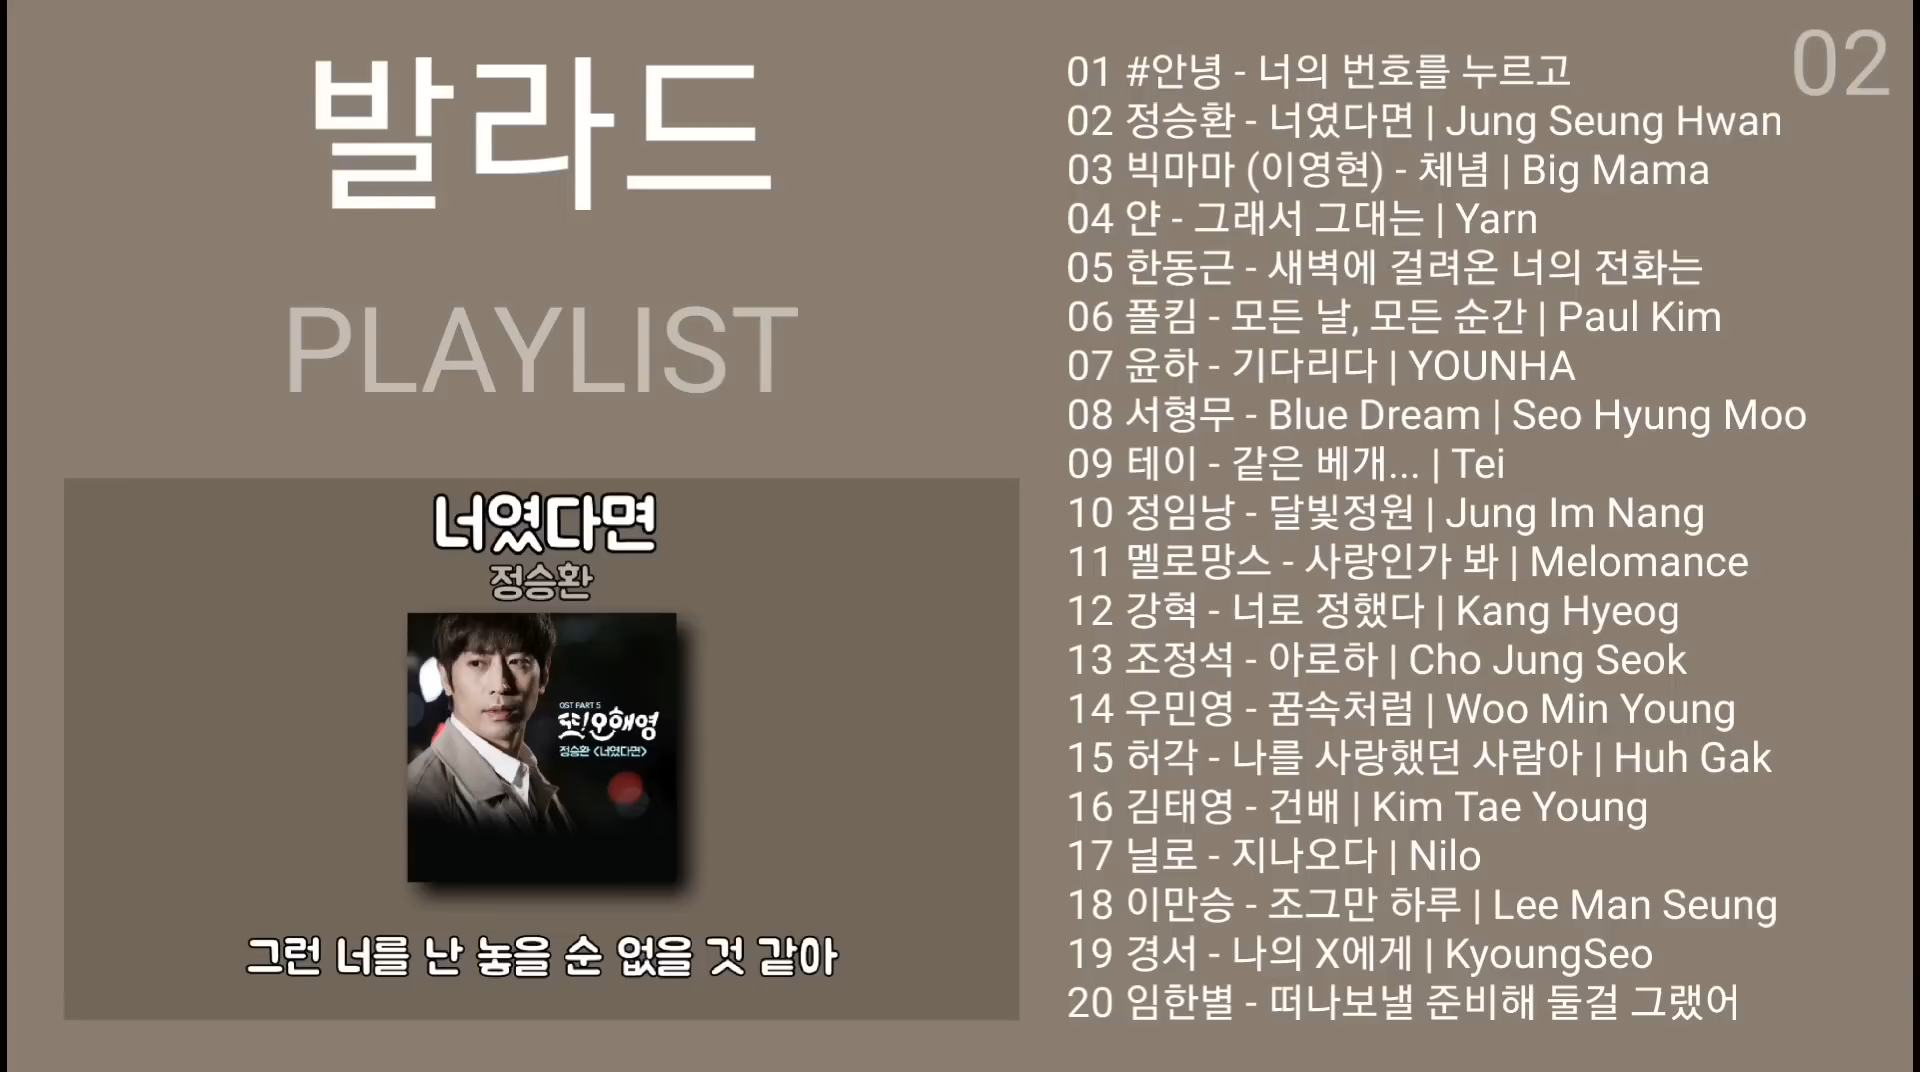 발라드
PLAYLIST
너였다면
정승환
OST PART 5
또!오해영
정승환 <너였다면>
그런 너를 난 놓을 순 없을 것 같아
02
01 #안녕 - 너의 번호를 누르고
02 정승환 - 너였다면 | Jung Seung Hwan
03 빅마마 (이영현) - 체념 | Big Mama
04 얀 - 그래서 그대는 | Yarn
05 한동근 - 새벽에 걸려온 너의 전화는
06 폴킴 - 모든 날, 모든 순간 | Paul Kim
07 윤하 - 기다리다 | YOUNHA
08 서형무 - Blue Dream | Seo Hyung Moo
09 테이 - 같은 베개... | Tei
10 정임낭 - 달빛정원 | Jung Im Nang
11 멜로망스 - 사랑인가 봐 | Melomance
12 강혁 - 너로 정했다 | Kang Hyeog
13 조정석 - 아로하 | Cho Jung Seok
14 우민영 - 꿈속처럼 | Woo Min Young
15 허각 - 나를 사랑했던 사람아 | Huh Gak
16 김태영 - 건배 | Kim Tae Young
17 닐로 - 지나오다 | Nilo
18 이만승 - 조그만 하루 | Lee Man Seung
19 경서 - 나의 X에게 | KyoungSeo
20 임한별 - 떠나보낼 준비해 둘걸 그랬어